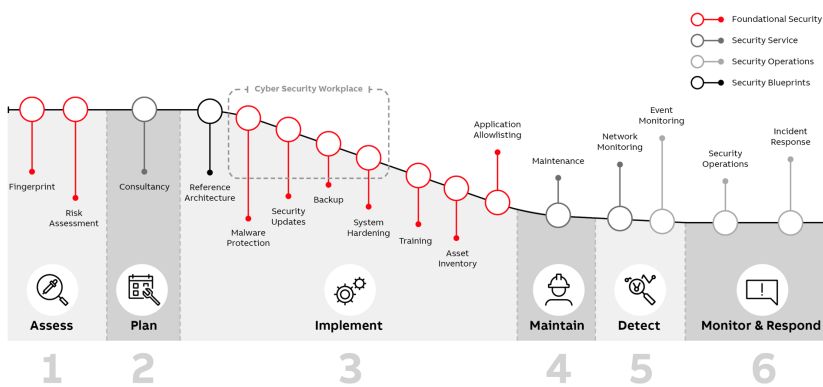 Foundational Security
Security Service
Security Operations
Security Blueprints
Cyber Security Workplace
Fingerprint
Risk
Assessment
Consultancy
Reference
Architecture
Malware
Protection
Security
Updates
Backup
System
Hardening
Training
Asset
Inventory
Application
Allowlisting
Maintenance
Network
Monitoring
Event
Monitoring
Security
Operations
Incident
Response
Assess
Plan
Implement
Maintain
Detect
Monitor & Respond
1
2
3
4
5
6